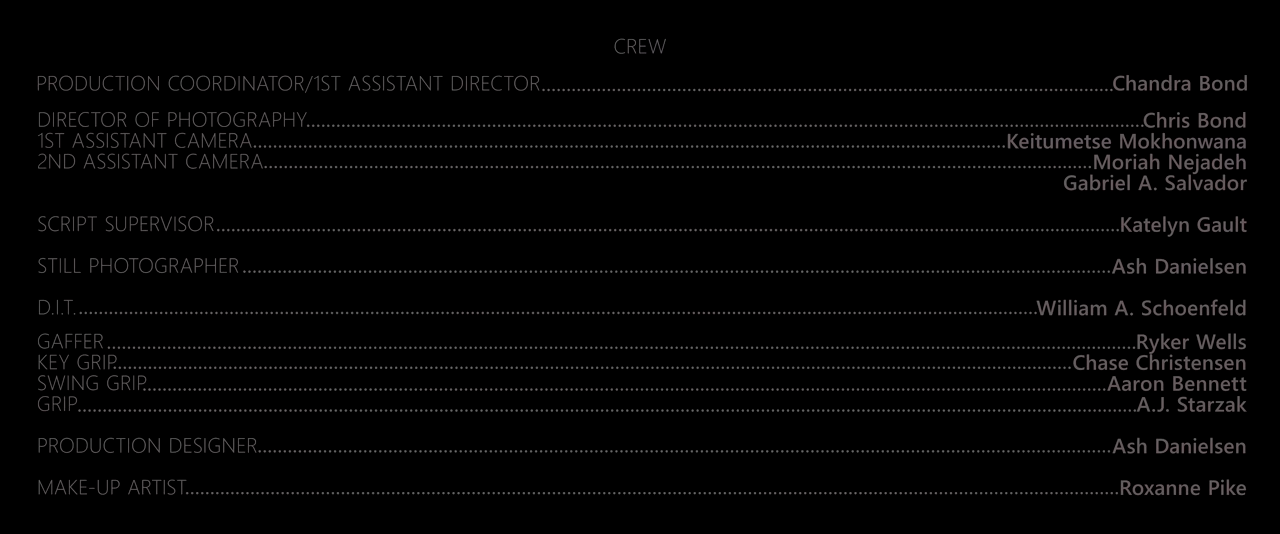 CREW
PRODUCTION COORDINATOR/1ST ASSISTANT DIRECTOR........Chandra Bond
DIRECTOR OF PHOTOGRAPHY........Chris Bond
1ST ASSISTANT CAMERA........Keitumetse Mokhonwana
2ND ASSISTANT CAMERA........Moriah Nejadeh
Gabriel A. Salvador
SCRIPT SUPERVISOR........Katelyn Gault
STILL PHOTOGRAPHER........Ash Danielsen
D.I.T.........William A. Schoenfeld
GAFFER........Ryker Wells
KEY GRIP........Chase Christensen
SWING GRIP........Aaron Bennett
GRIP........A.J. Starzak
PRODUCTION DESIGNER........Ash Danielsen
MAKE-UP ARTIST........Roxanne Pike